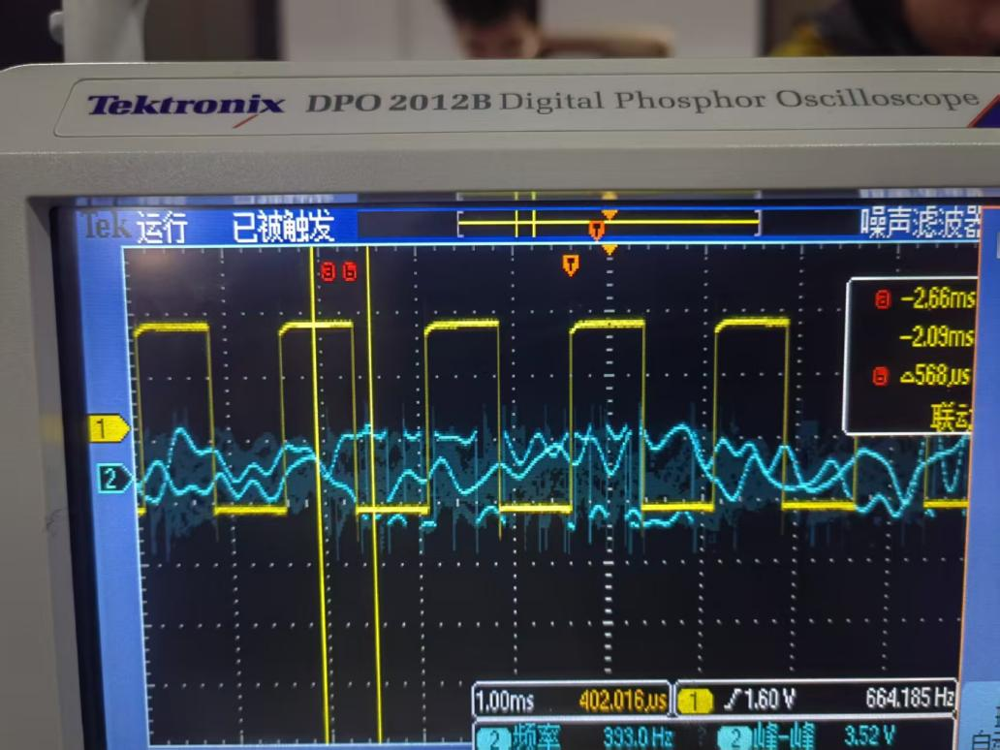 Tektronix DPO 2012B Digital Phosphor Oscilloscope
Tek 运行 已被触发 噪声滤波器
T
a b T
a -2.66ms
-2.09ms
b △568μs
联动
1
2
1.00ms 402.016μs 1 1.60 V 664.185 Hz
2 频率 393.0 Hz ? 2 峰-峰 3.52 V